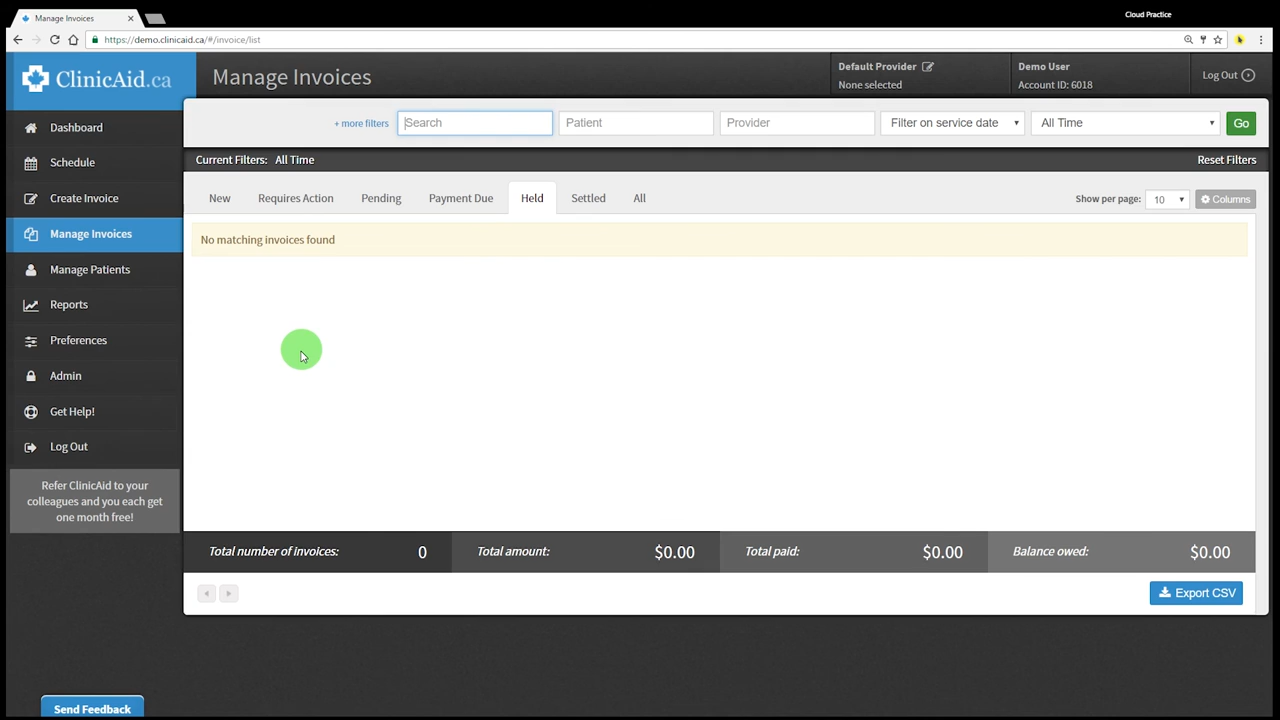 Manage Invoices
Cloud Practice
https://demo.clinicaid.ca/#/invoice/list
ClinicAid.ca
Manage Invoices
Default Provider
None selected
Demo User
Account ID: 6018
Log Out
Dashboard
Schedule
Create Invoice
Manage Invoices
Manage Patients
Reports
Preferences
Admin
Get Help!
Log Out
Refer ClinicAid to your
colleagues and you each get
one month free!
Send Feedback
+ more filters
Search
Patient
Provider
Filter on service date
All Time
Go
Current Filters: All Time
Reset Filters
New
Requires Action
Pending
Payment Due
Held
Settled
All
Show per page: 10
Columns
No matching invoices found
Total number of invoices: 0
Total amount: $0.00
Total paid: $0.00
Balance owed: $0.00
Export CSV